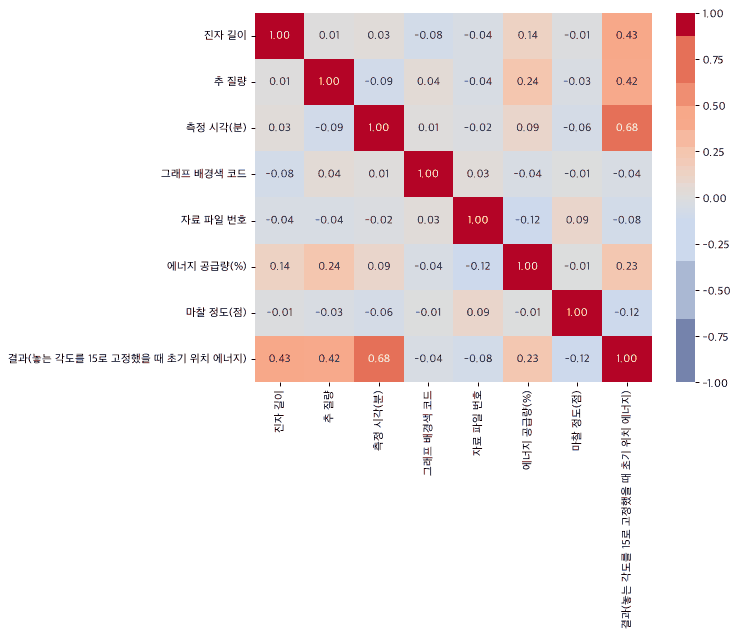 진자 길이 1.00 0.01 0.03 -0.08 -0.04 0.14 -0.01 0.43
추 질량 0.01 1.00 -0.09 0.04 -0.04 0.24 -0.03 0.42
측정 시각(분) 0.03 -0.09 1.00 0.01 -0.02 0.09 -0.06 0.68
그래프 배경색 코드 -0.08 0.04 0.01 1.00 0.03 -0.04 -0.01 -0.04
자료 파일 번호 -0.04 -0.04 -0.02 0.03 1.00 -0.12 0.09 -0.08
에너지 공급량(%) 0.14 0.24 0.09 -0.04 -0.12 1.00 -0.01 0.23
마찰 정도(점) -0.01 -0.03 -0.06 -0.01 0.09 -0.01 1.00 -0.12
결과(놓는 각도를 15로 고정했을 때 초기 위치 에너지) 0.43 0.42 0.68 -0.04 -0.08 0.23 -0.12 1.00
진자 길이
추 질량
측정 시각(분)
그래프 배경색 코드
자료 파일 번호
에너지 공급량(%)
마찰 정도(점)
결과(놓는 각도를 15로 고정했을 때 초기 위치 에너지)
1.00
0.75
0.50
0.25
0.00
-0.25
-0.50
-0.75
-1.00